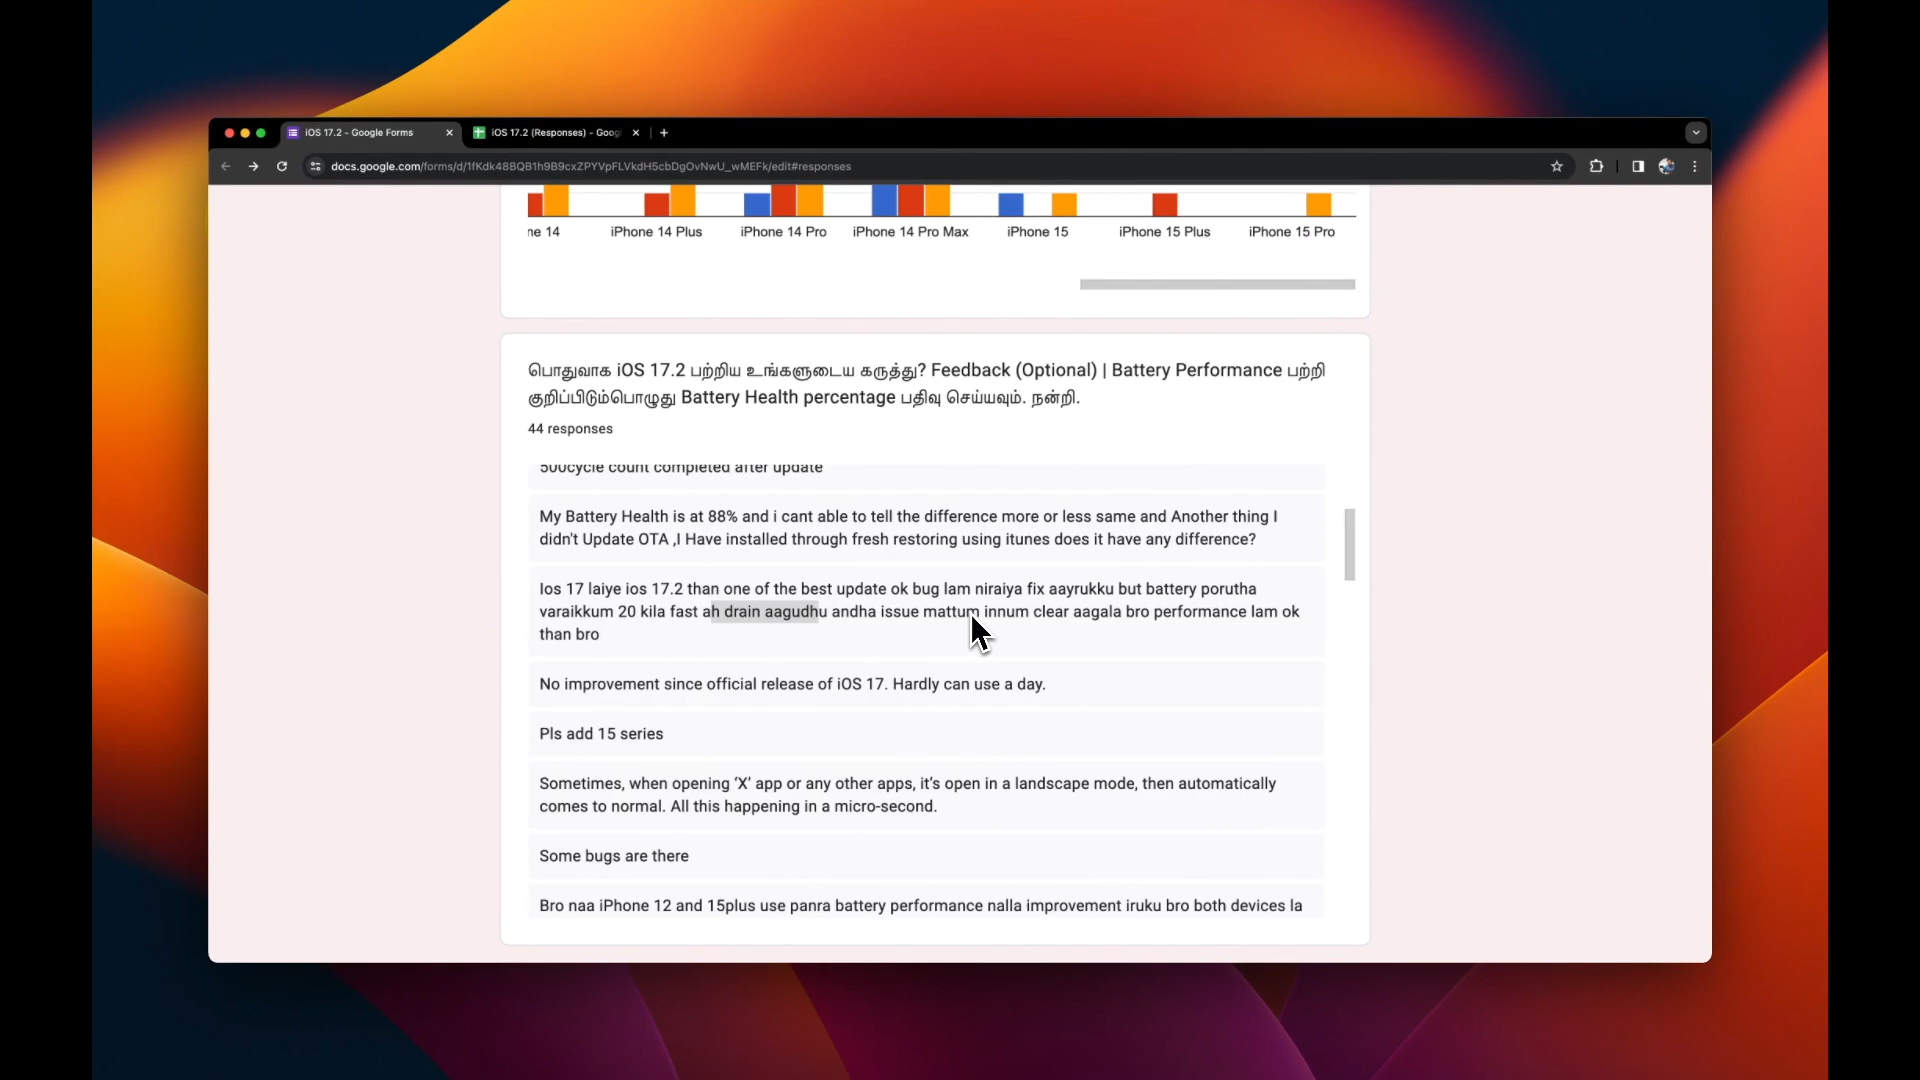 iOS 17.2 - Google Forms
iOS 17.2 (Responses) - Goog
docs.google.com/forms/d/1fKdk48BQB1h9B9cxZPYVpFLVkdH5cbDgOvNwU_wMEFk/edit#responses
ne 14
iPhone 14 Plus
iPhone 14 Pro
iPhone 14 Pro Max
iPhone 15
iPhone 15 Plus
iPhone 15 Pro
பொதுவாக iOS 17.2 பற்றிய உங்களுடைய கருத்து? Feedback (Optional) | Battery Performance பற்றி
குறிப்பிடும்பொழுது Battery Health percentage பதிவு செய்யவும். நன்றி.
44 responses
500cycle count completed after update
My Battery Health is at 88% and i cant able to tell the difference more or less same and Another thing I
didn't Update OTA ,I Have installed through fresh restoring using itunes does it have any difference?
Ios 17 laiye ios 17.2 than one of the best update ok bug lam niraiya fix aayrukku but battery porutha
varaikkum 20 kila fast ah drain aagudhu andha issue mattum innum clear aagala bro performance lam ok
than bro
No improvement since official release of iOS 17. Hardly can use a day.
Pls add 15 series
Sometimes, when opening ‘X’ app or any other apps, it’s open in a landscape mode, then automatically
comes to normal. All this happening in a micro-second.
Some bugs are there
Bro naa iPhone 12 and 15plus use panra battery performance nalla improvement iruku bro both devices la